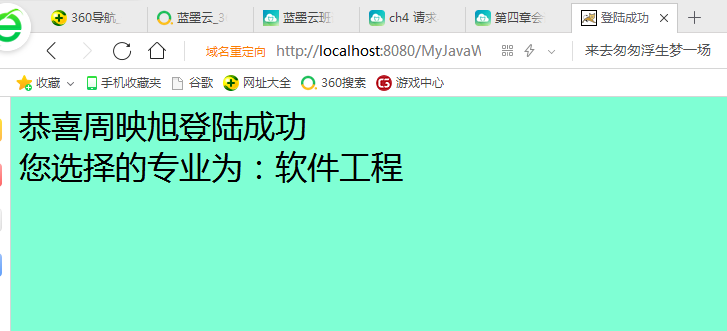 360导航_
蓝墨云_3
蓝墨云班
ch4 请求
第四章会
登陆成功
域名重定向 http://localhost:8080/MyJavaW 来去匆匆浮生梦一场
收藏 手机收藏夹 谷歌 网址大全 360搜索 游戏中心
恭喜周映旭登陆成功
您选择的专业为：软件工程